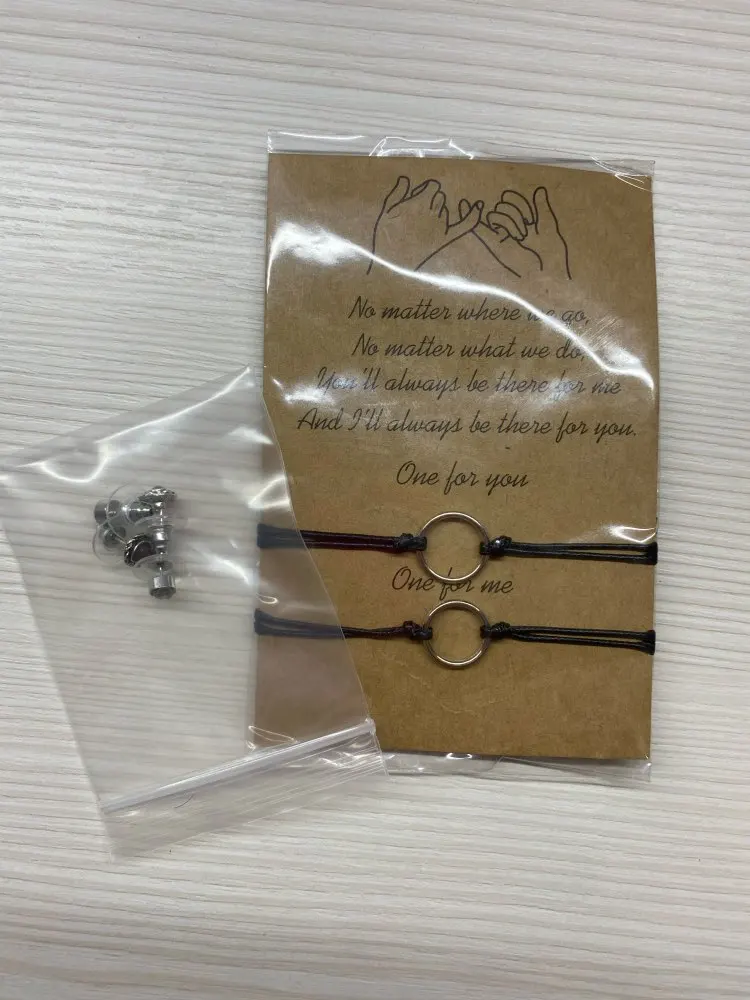 No matter where we go,
No matter what we do,
You'll always be there for me
And I'll always be there for you.
One for you
One for me